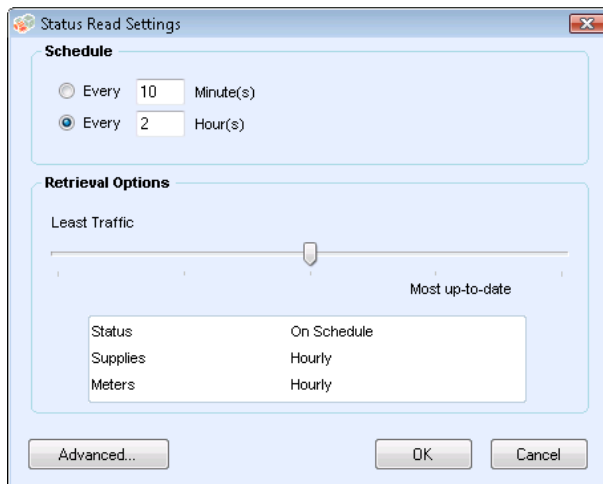 Status Read Settings
Schedule
Every 10 Minute(s)
Every 2 Hour(s)
Retrieval Options
Least Traffic
Most up-to-date
Status On Schedule
Supplies Hourly
Meters Hourly
Advanced... OK Cancel